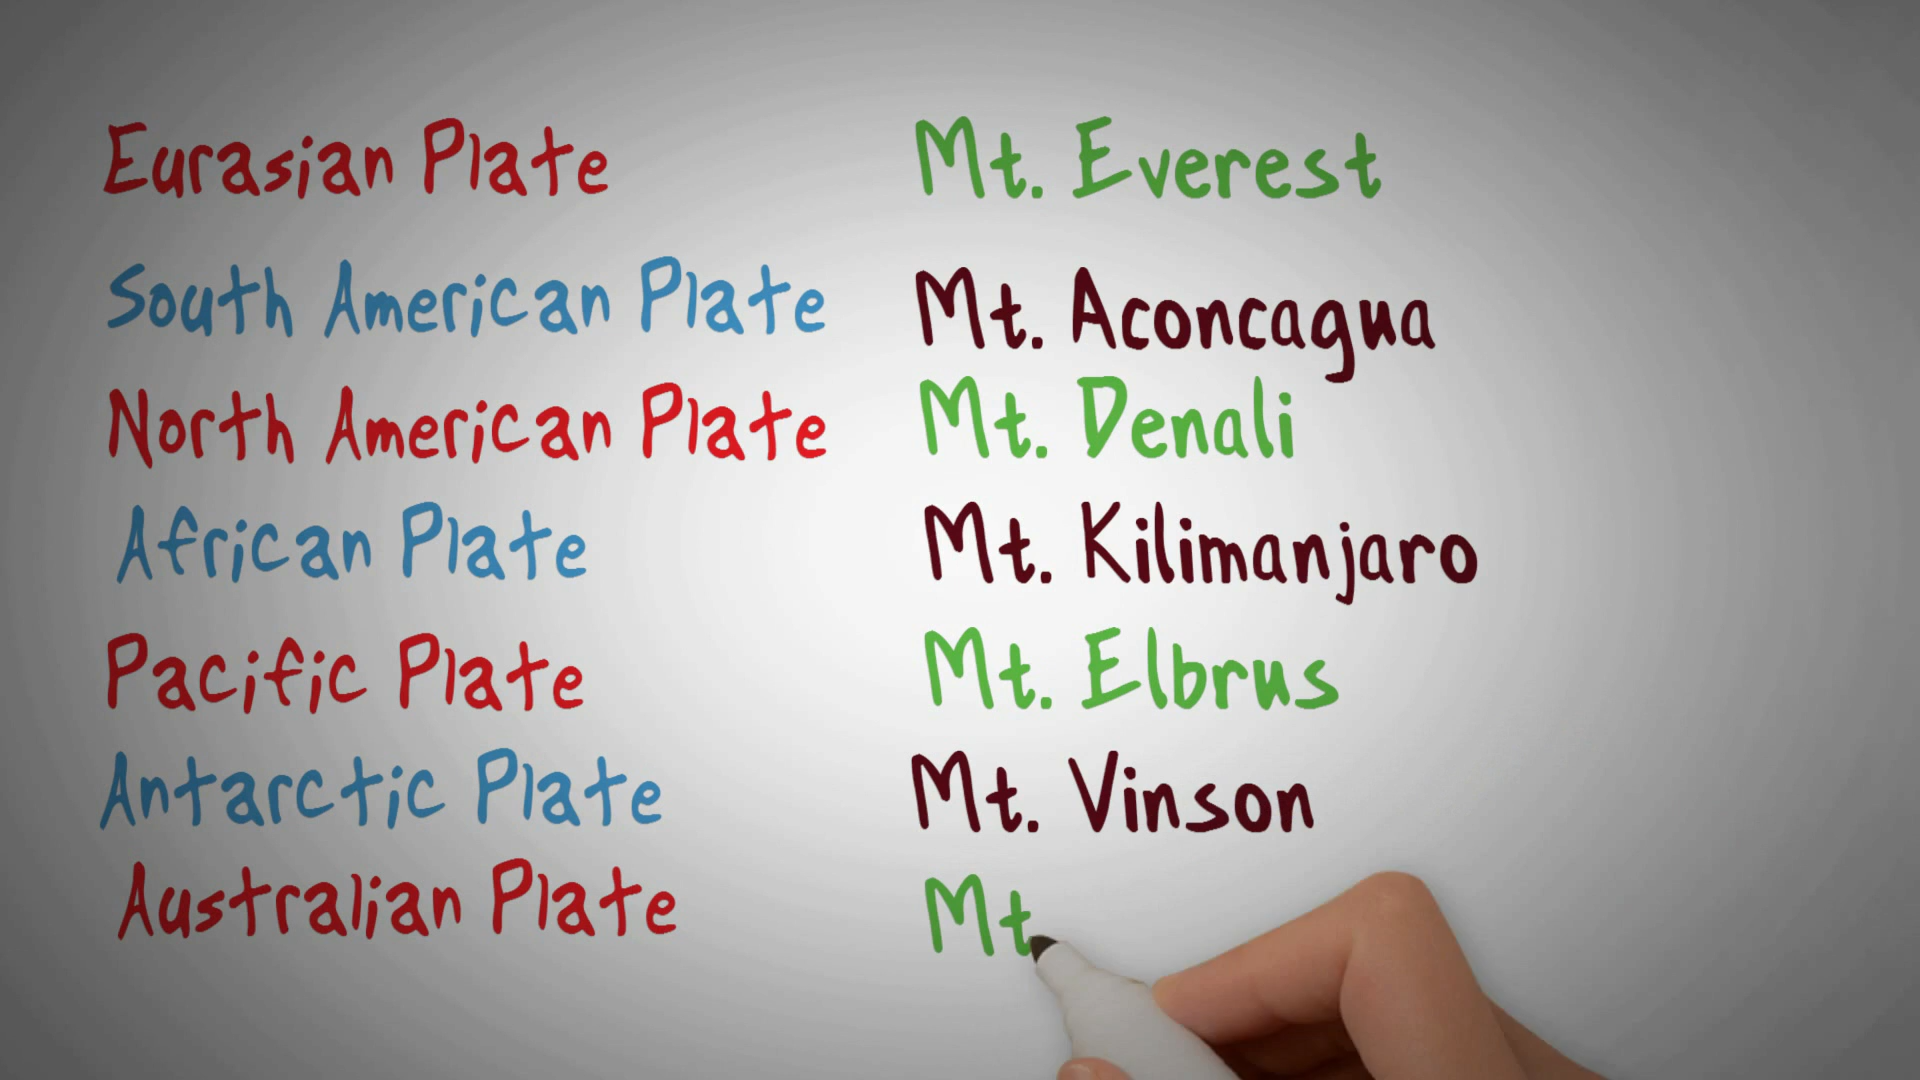 Eurasian Plate
South American Plate
North American Plate
African Plate
Pacific Plate
Antarctic Plate
Australian Plate
Mt. Everest
Mt. Aconcagua
Mt. Denali
Mt. Kilimanjaro
Mt. Elbrus
Mt. Vinson
Mt